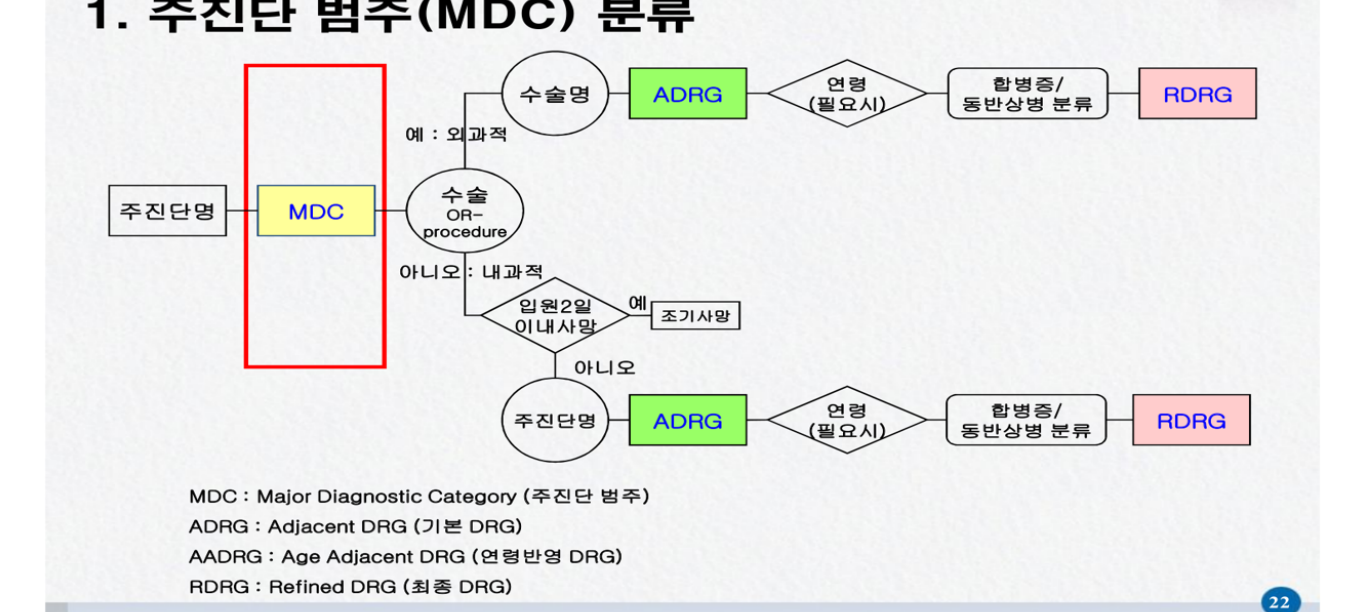 1. 주진단 범주(MDC) 분류
수술명
ADRG
연령
(필요시)
합병증/
동반상병 분류
RDRG
예 : 외과적
주진단명
MDC
수술
OR-
procedure
아니오 : 내과적
입원2일
이내사망
예
조기사망
아니오
주진단명
ADRG
연령
(필요시)
합병증/
동반상병 분류
RDRG
MDC : Major Diagnostic Category (주진단 범주)
ADRG : Adjacent DRG (기본 DRG)
AADRG : Age Adjacent DRG (연령반영 DRG)
RDRG : Refined DRG (최종 DRG)
22